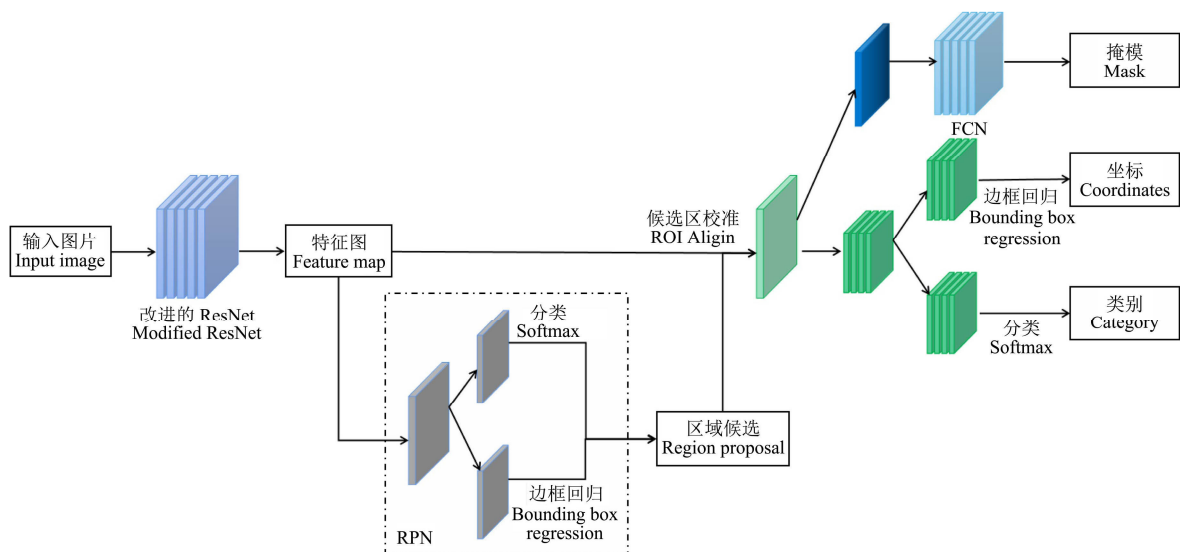 输入图片
Input image
改进的 ResNet
Modified ResNet
特征图
Feature map
分类
Softmax
边框回归
Bounding box
regression
RPN
区域候选
Region proposal
候选区校准
ROI Aligin
FCN
掩模
Mask
边框回归
Bounding box
regression
坐标
Coordinates
分类
Softmax
类别
Category